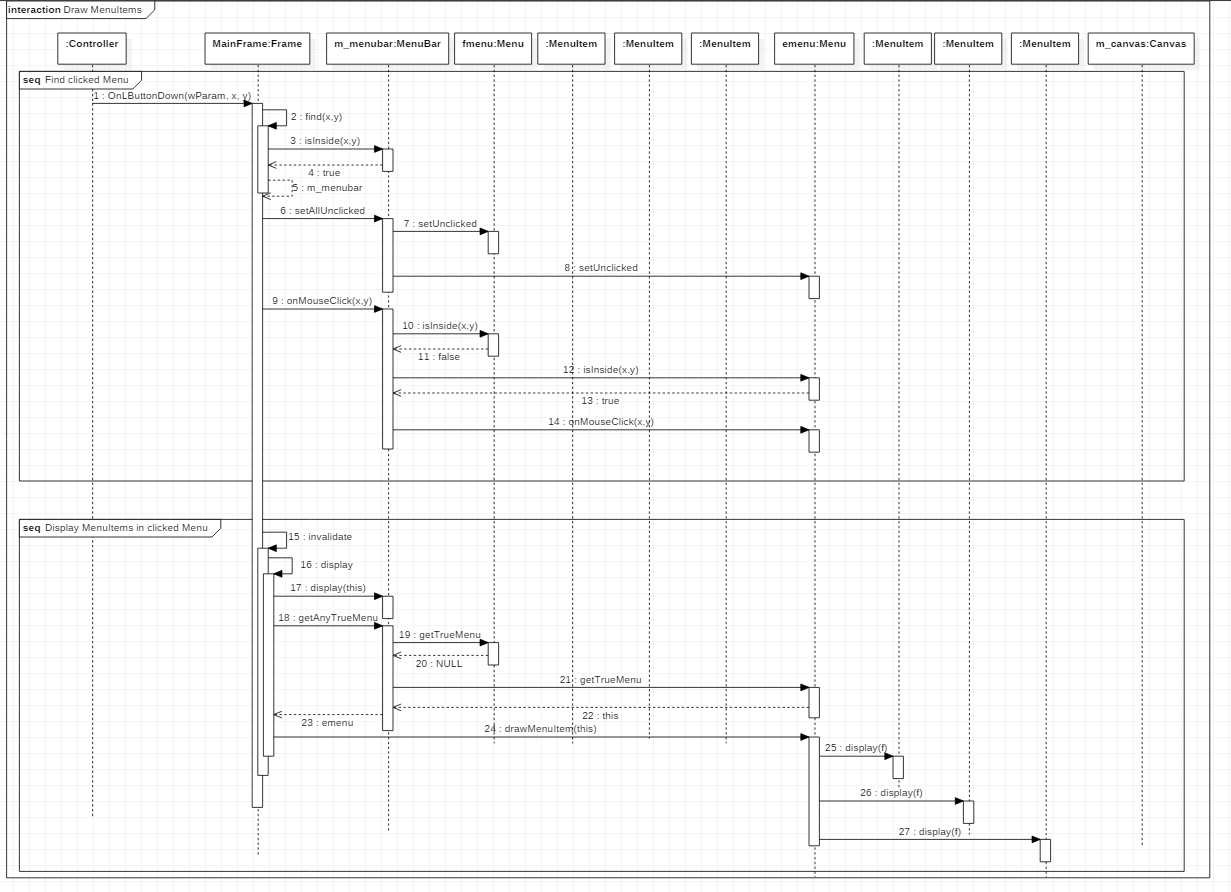 interaction Draw MenuItems
:Controller
MainFrame:Frame
m_menubar:MenuBar
fmenu:Menu
:MenuItem
:MenuItem
:MenuItem
emenu:Menu
:MenuItem
:MenuItem
:MenuItem
m_canvas:Canvas
seq Find clicked Menu
1 : OnLButtonDown(wParam, x, y)
2 : find(x,y)
3 : isInside(x,y)
4 : true
5 : m_menubar
6 : setAllUnclicked
7 : setUnclicked
8 : setUnclicked
9 : onMouseClick(x,y)
10 : isInside(x,y)
11 : false
12 : isInside(x,y)
13 : true
14 : onMouseClick(x,y)
seq Display MenuItems in clicked Menu
15 : invalidate
16 : display
17 : display(this)
18 : getAnyTrueMenu
19 : getTrueMenu
20 : NULL
21 : getTrueMenu
22 : this
23 : emenu
24 : drawMenuItem(this)
25 : display(f)
26 : display(f)
27 : display(f)